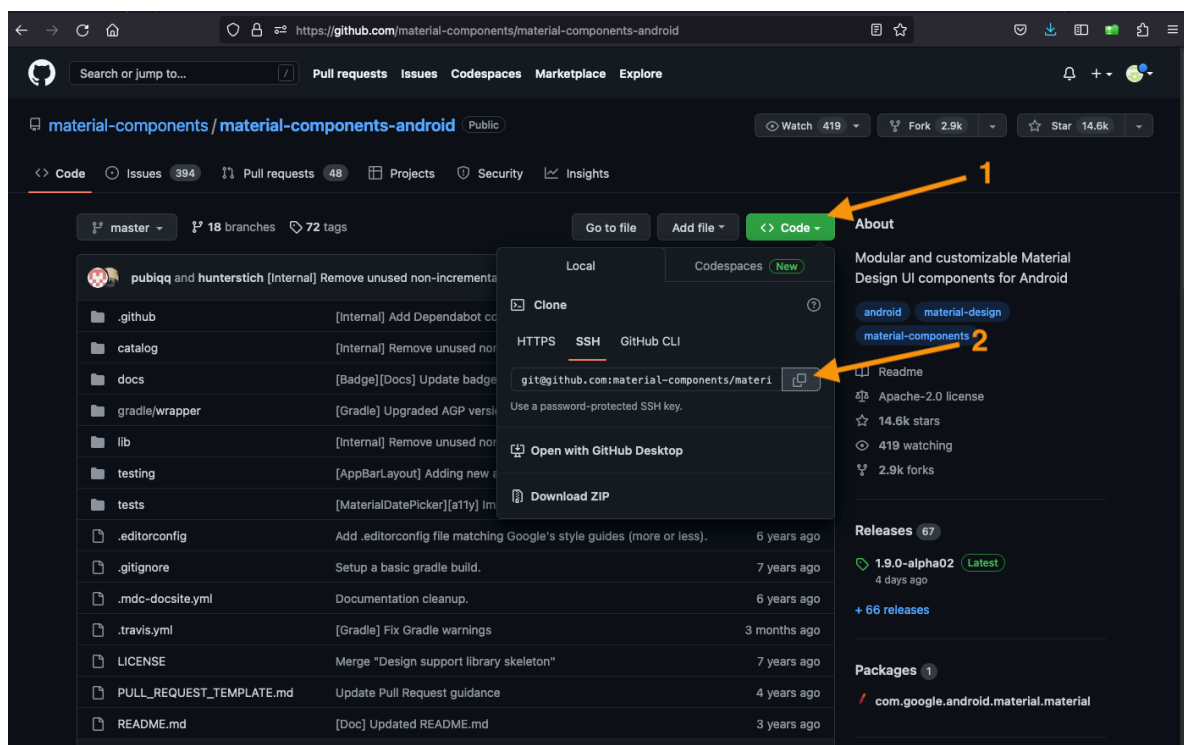 https://github.com/material-components/material-components-android
Search or jump to... / Pull requests Issues Codespaces Marketplace Explore
material-components / material-components-android Public
Watch 419 Fork 2.9k Star 14.6k
<> Code Issues 394 Pull requests 48 Projects Security Insights
1
master 18 branches 72 tags Go to file Add file <> Code
About
Modular and customizable Material
Design UI components for Android
android material-design
material-components
2
Readme
Apache-2.0 license
14.6k stars
419 watching
2.9k forks
Releases 67
1.9.0-alpha02 Latest
4 days ago
+ 66 releases
Packages 1
com.google.android.material.material
Local Codespaces New
Clone
HTTPS SSH GitHub CLI
git@github.com:material-components/materi
Use a password-protected SSH key.
Open with GitHub Desktop
Download ZIP
pubiqq and hunterstich [Internal] Remove unused non-incrementa
.github [Internal] Add Dependabot co
catalog [Internal] Remove unused nor
docs [Badge][Docs] Update badge
gradle/wrapper [Gradle] Upgraded AGP versi
lib [Internal] Remove unused nor
testing [AppBarLayout] Adding new a
tests [MaterialDatePicker][a11y] Im
.editorconfig Add .editorconfig file matching Google's style guides (more or less). 6 years ago
.gitignore Setup a basic gradle build. 7 years ago
.mdc-docsite.yml Documentation cleanup. 6 years ago
.travis.yml [Gradle] Fix Gradle warnings 3 months ago
LICENSE Merge "Design support library skeleton" 7 years ago
PULL_REQUEST_TEMPLATE.md Update Pull Request guidance 4 years ago
README.md [Doc] Updated README.md 3 years ago